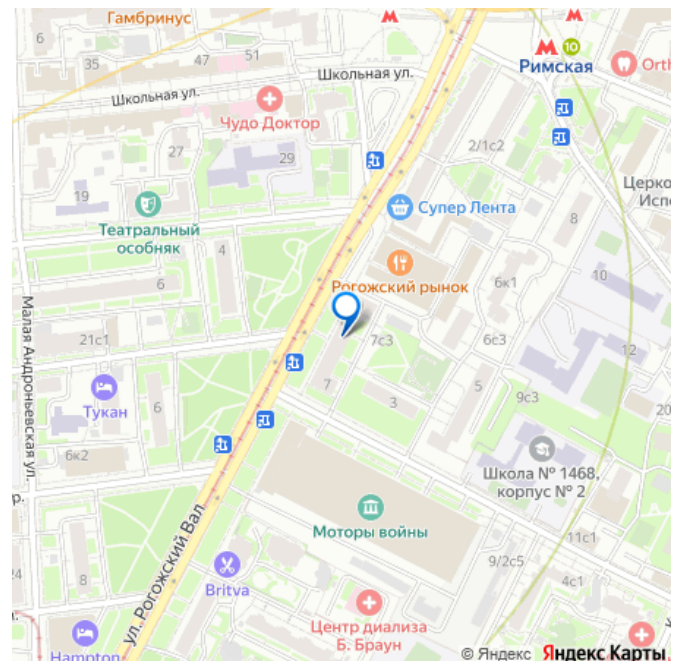 Гамбринус
6
35
47
51
Школьная ул.
Школьная ул.
Чудо Доктор
Римская
10
Orth
27
29
2/1с2
19
Театральный
особняк
4
Супер Лента
Церко
Испо
8
6
Рогожский рынок
6к1
10
Малая Андроньевская ул.
21с1
7с3
6с3
12
Тукан
6
7
3
5
9с3
20
6к2
Школа № 1468,
корпус № 2
р.
Моторы войны
11с1
ул. Рогожский Вал
9/2с5
24
8
Britva
4с1
Центр диализа
Б. Браун
Hampton
© Яндекс Яндекс Карты